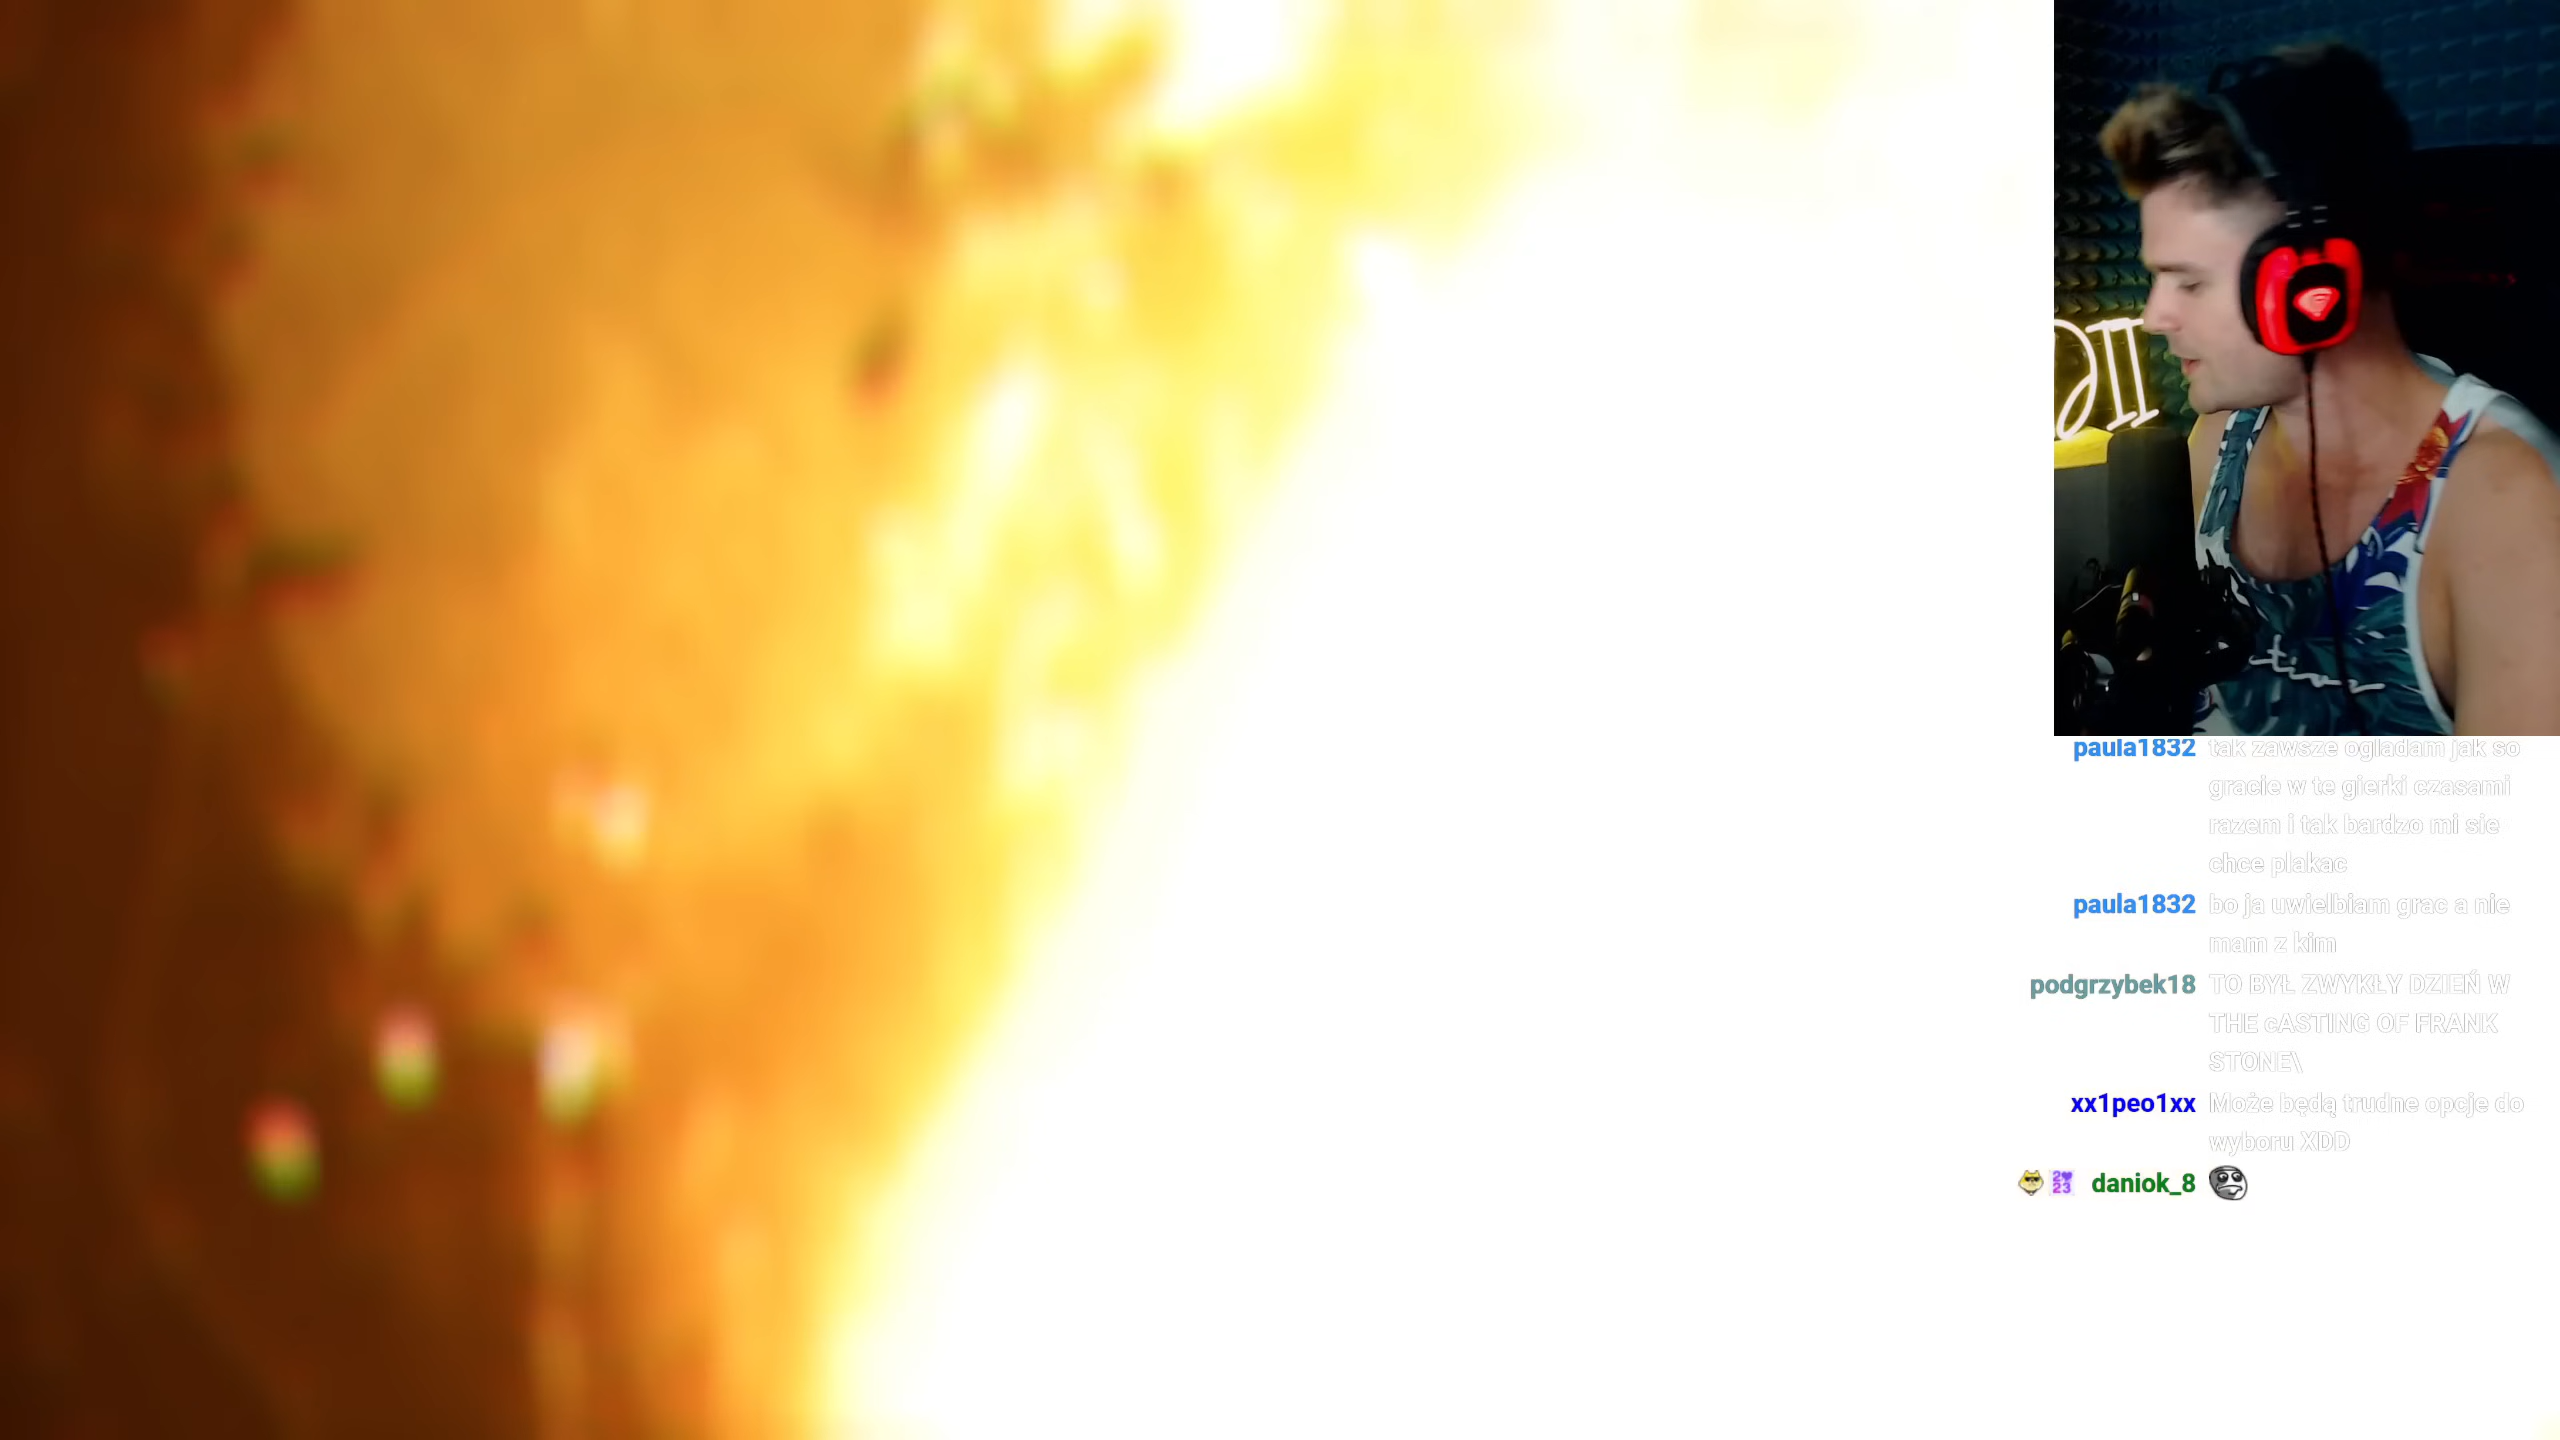 paula1832 tak zawsze ogladam jak so
gracie w te gierki czasami
razem i tak bardzo mi sie
chce plakac
paula1832 bo ja uwielbiam grac a nie
mam z kim
podgrzybek18 TO BYŁ ZWYKŁY DZIEŃ W
THE cASTING OF FRANK
STONE\
xx1peo1xx Może będą trudne opcje do
wyboru XDD
daniok_8